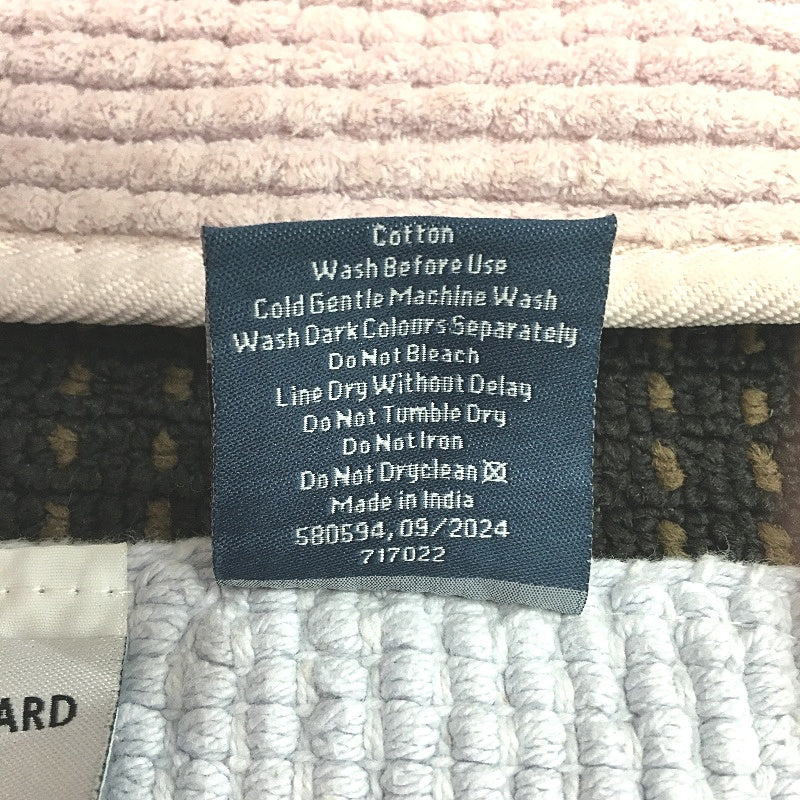 Cotton
Wash Before Use
Cold Gentle Machine Wash
Wash Dark Colours Separately
Do Not Bleach
Line Dry Without Delay
Do Not Tumble Dry
Do Not Iron
Do Not Dryclean
Made in India
580594, 09/2024
717022
ARD